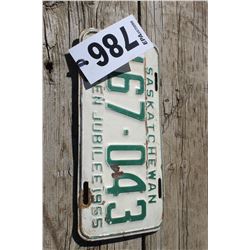 786
SASKATCHEWAN
67·043
JUBILEE 1955